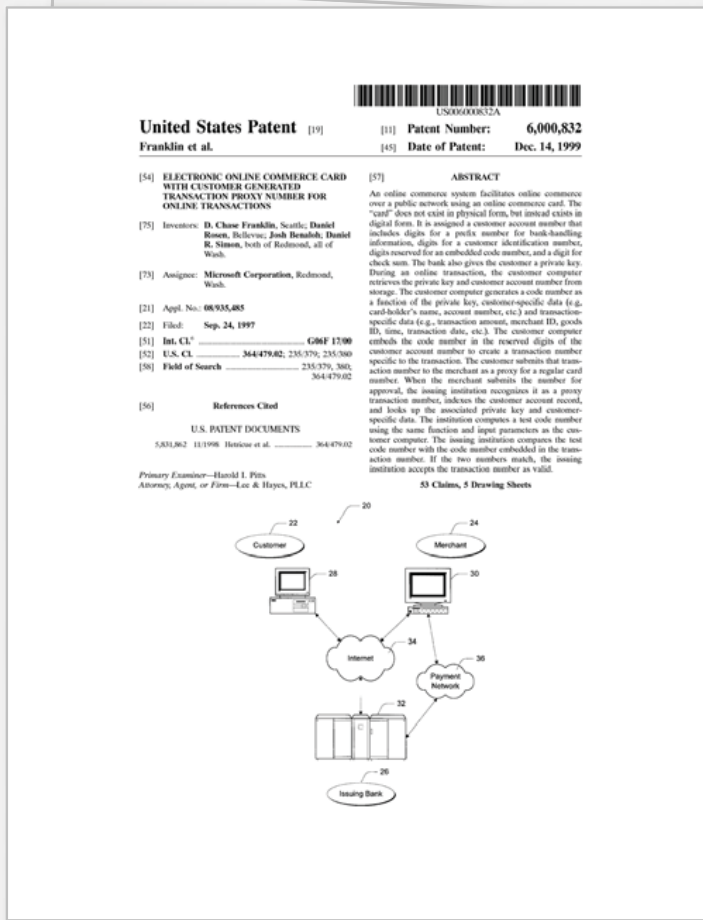 US006000832A
United States Patent [19]
Franklin et al.
[11] Patent Number: 6,000,832
[45] Date of Patent: Dec. 14, 1999
[54] ELECTRONIC ONLINE COMMERCE CARD
WITH CUSTOMER GENERATED
TRANSACTION PROXY NUMBER FOR
ONLINE TRANSACTIONS
[75] Inventors: D. Chase Franklin, Seattle; Daniel
Rosen, Bellevue; Josh Benaloh; Daniel
R. Simon, both of Redmond, all of
Wash.
[73] Assignee: Microsoft Corporation, Redmond,
Wash.
[21] Appl. No.: 08/935,485
[22] Filed: Sep. 24, 1997
[51] Int. Cl.6 ........................ G06F 17/00
[52] U.S. Cl. ........................ 364/479.02; 235/379; 235/380
[58] Field of Search ........................ 235/379, 380;
364/479.02
[56] References Cited
U.S. PATENT DOCUMENTS
5,831,862 11/1998 Hetricue et al. ................ 364/479.02
Primary Examiner—Harold I. Pitts
Attorney, Agent, or Firm—Lee & Hayes, PLLC
[57] ABSTRACT
An online commerce system facilitates online commerce
over a public network using an online commerce card. The
"card" does not exist in physical form, but instead exists in
digital form. It is assigned a customer account number that
includes digits for a prefix number for bank-handling
information, digits for a customer identification number,
digits reserved for an embedded code number, and a digit for
check sum. The bank also gives the customer a private key.
During an online transaction, the customer computer
retrieves the private key and customer account number from
storage. The customer computer generates a code number as
a function of the private key, customer-specific data (e.g,
card-holder's name, account number, etc.) and transaction-
specific data (e.g., transaction amount, merchant ID, goods
ID, time, transaction date, etc.). The customer computer
embeds the code number in the reserved digits of the
customer account number to create a transaction number
specific to the transaction. The customer submits that trans-
action number to the merchant as a proxy for a regular card
number. When the merchant submits the number for
approval, the issuing institution recognizes it as a proxy
transaction number, indexes the customer account record,
and looks up the associated private key and customer-
specific data. The institution computes a test code number
using the same function and input parameters as the cus-
tomer computer. The issuing institution compares the test
code number with the code number embedded in the trans-
action number. If the two numbers match, the issuing
institution accepts the transaction number as valid.
53 Claims, 5 Drawing Sheets
20
22
24
Customer
Merchant
28
30
34
Internet
36
Payment
Network
32
26
Issuing Bank